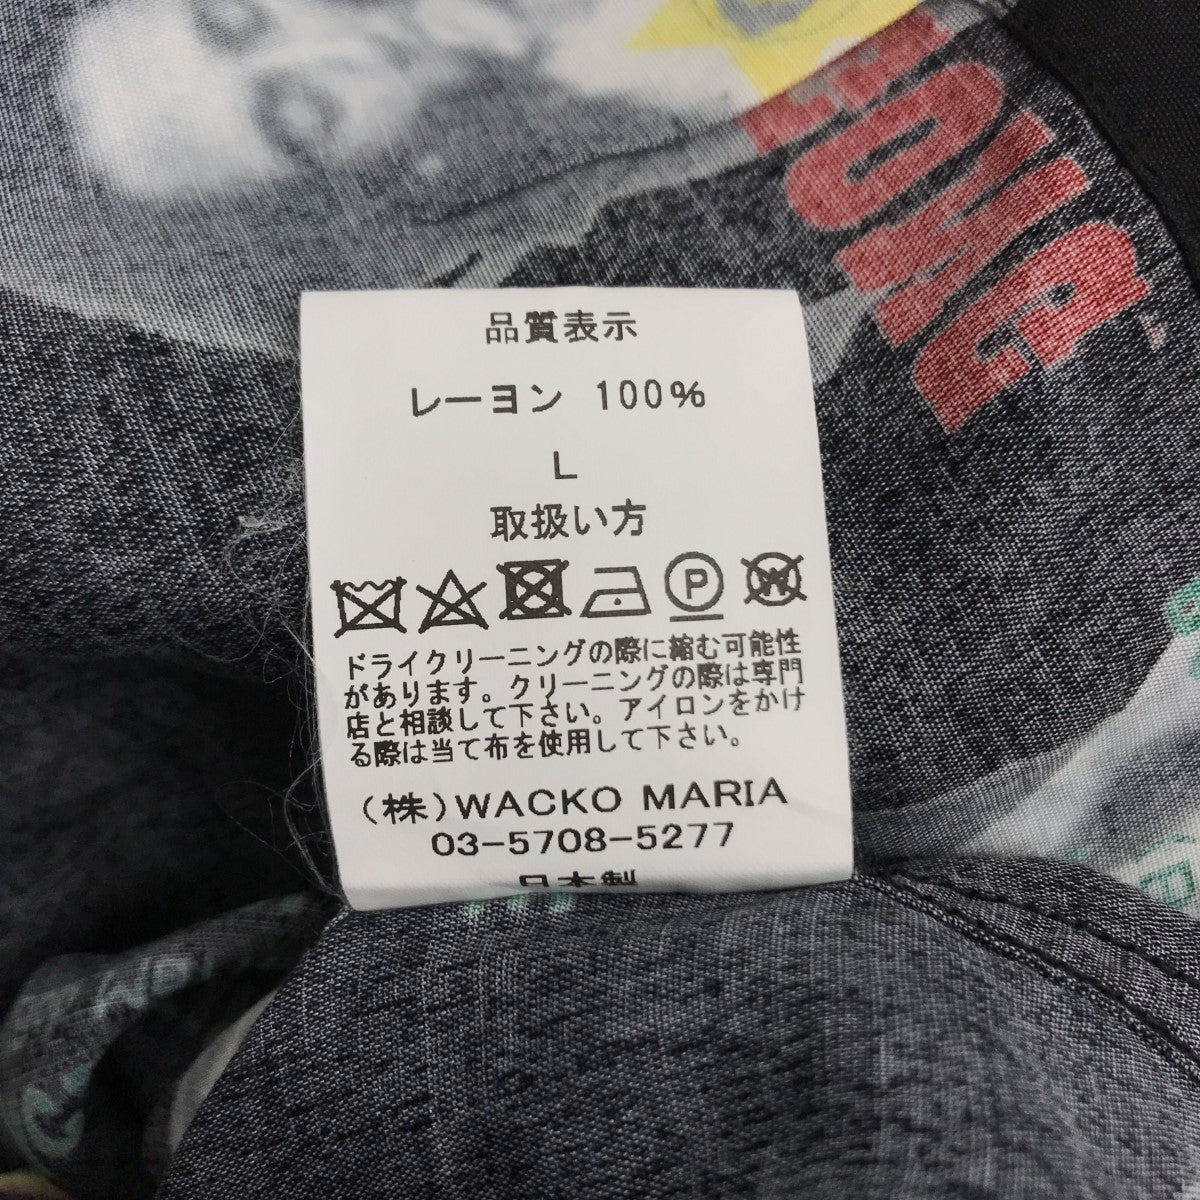 品質表示
レーヨン 100%
L
取扱い方
P
W
ドライクリーニングの際に縮む可能性
があります。クリーニングの際は専門
店と相談して下さい。アイロンをかけ
る際は当て布を使用して下さい。
(株)WACKO MARIA
03-5708-5277
日本製